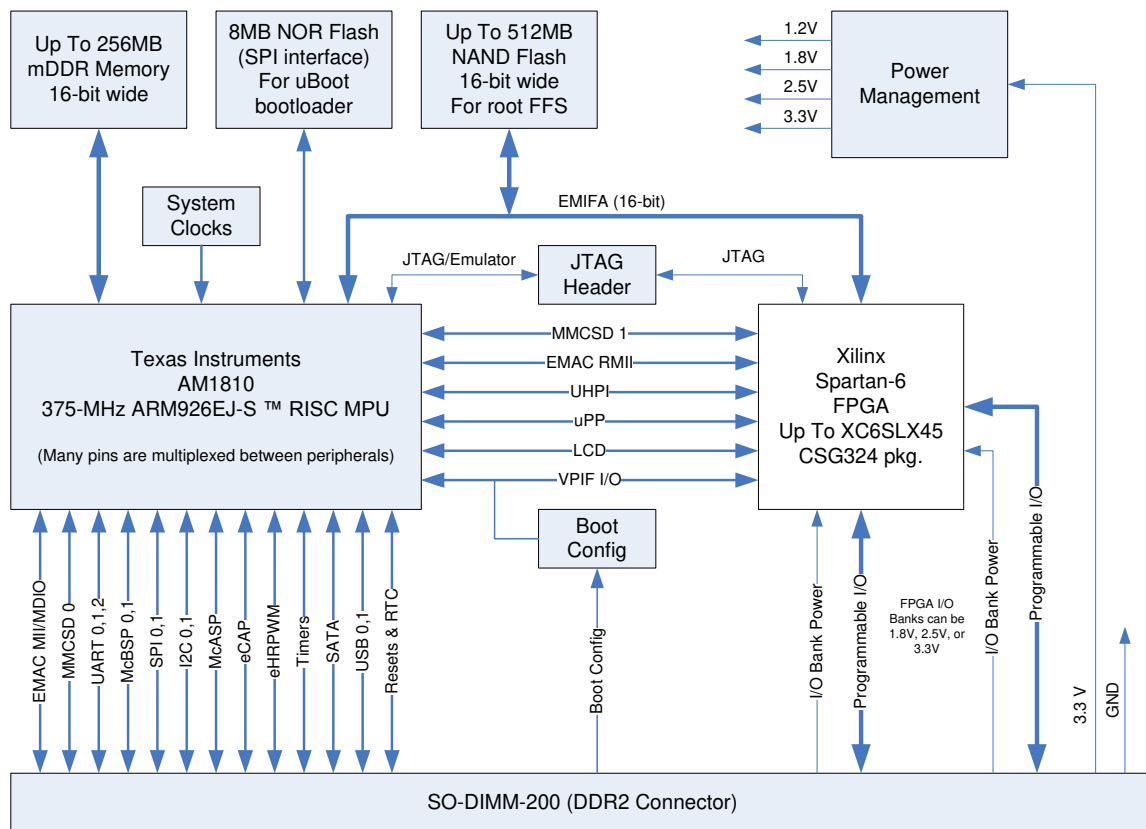 Up To 256MB
mDDR Memory
16-bit wide
8MB NOR Flash
(SPI interface)
For uBoot
bootloader
Up To 512MB
NAND Flash
16-bit wide
For root FFS
1.2V
1.8V
2.5V
3.3V
Power
Management
System
Clocks
EMIFA (16-bit)
JTAG/Emulator
JTAG
Header
JTAG
Texas Instruments
AM1810
375-MHz ARM926EJ-S ™ RISC MPU
(Many pins are multiplexed between peripherals)
MMCSD 1
EMAC RMII
UHPI
uPP
LCD
VPIF I/O
Xilinx
Spartan-6
FPGA
Up To XC6SLX45
CSG324 pkg.
Boot
Config
EMAC MII/MDIO
MMCSD 0
UART 0,1,2
McBSP 0,1
SPI 0,1
I2C 0,1
McASP
eCAP
eHRPWM
Timers
SATA
USB 0,1
Resets & RTC
Boot Config
I/O Bank Power
Programmable I/O
FPGA I/O
Banks can be
1.8V, 2.5V, or
3.3V
I/O Bank Power
Programmable I/O
3.3 V
GND
SO-DIMM-200 (DDR2 Connector)